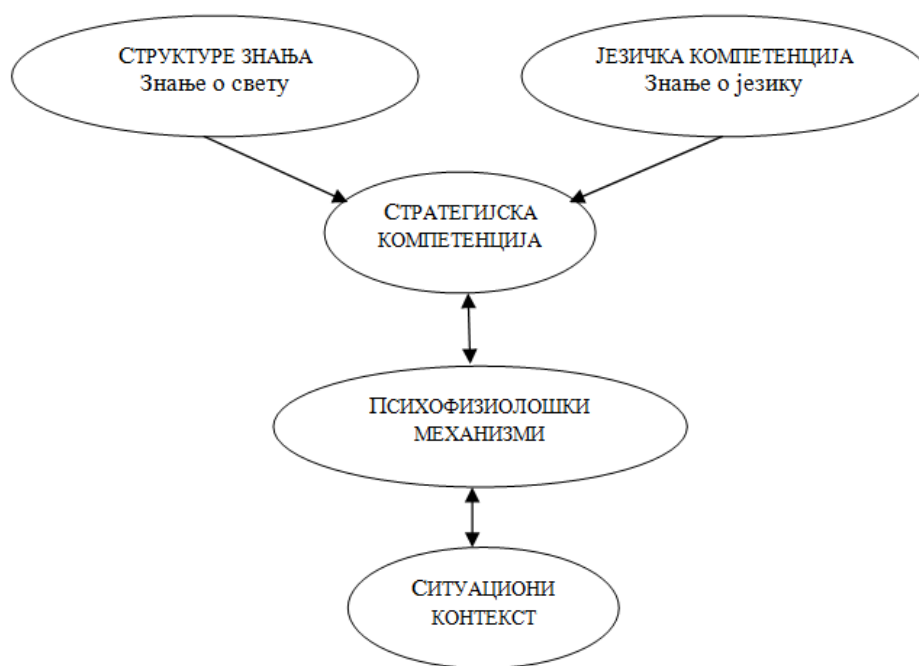 СТРУКТУРЕ ЗНАЊА
Знање о свету
ЈЕЗИЧКА КОМПЕТЕНЦИЈА
Знање о језику
СТРАТЕГИЈСКА
КОМПЕТЕНЦИЈА
ПСИХОФИЗИОЛОШКИ
МЕХАНИЗМИ
СИТУАЦИОНИ
КОНТЕКСТ